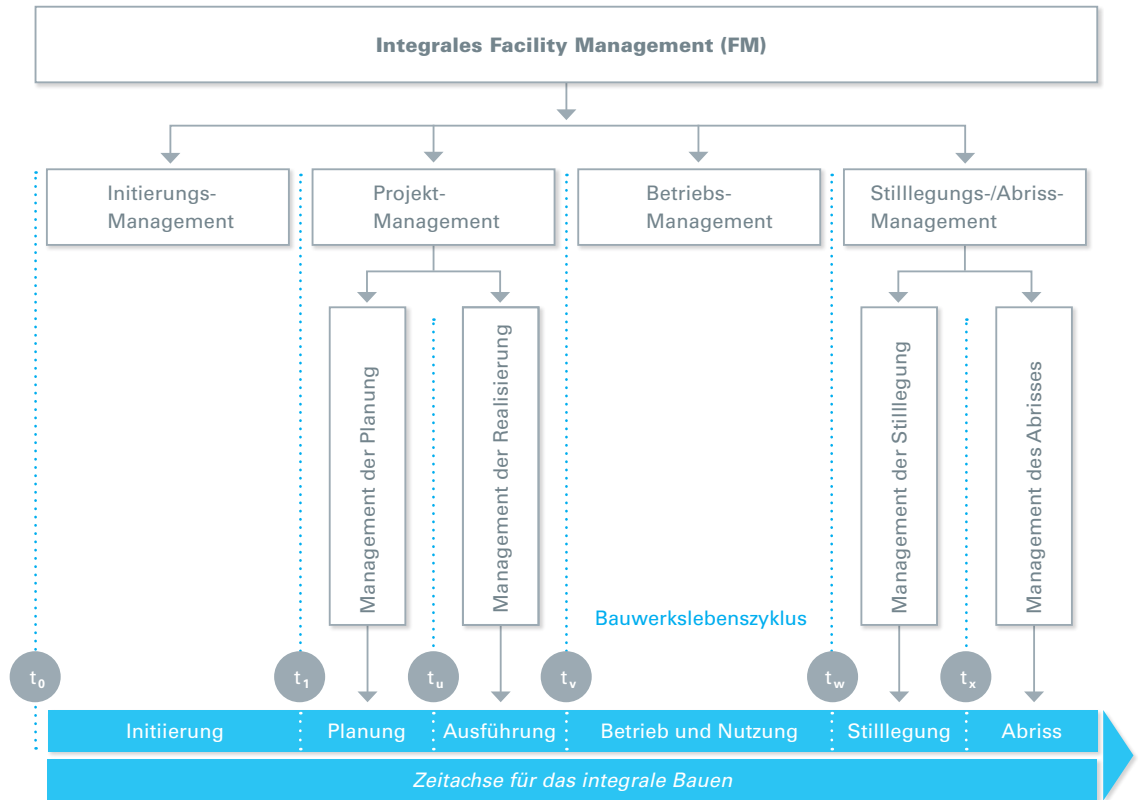 Integrales Facility Management (FM)
Initierungs-
Management
Projekt-
Management
Betriebs-
Management
Stilllegungs-/Abriss-
Management
Management der Planung
Management der Realisierung
Management der Stilllegung
Management des Abrisses
Bauwerkslebenszyklus
t0
t1
tu
tv
tw
tx
Initiierung
Planung
Ausführung
Betrieb und Nutzung
Stilllegung
Abriss
Zeitachse für das integrale Bauen